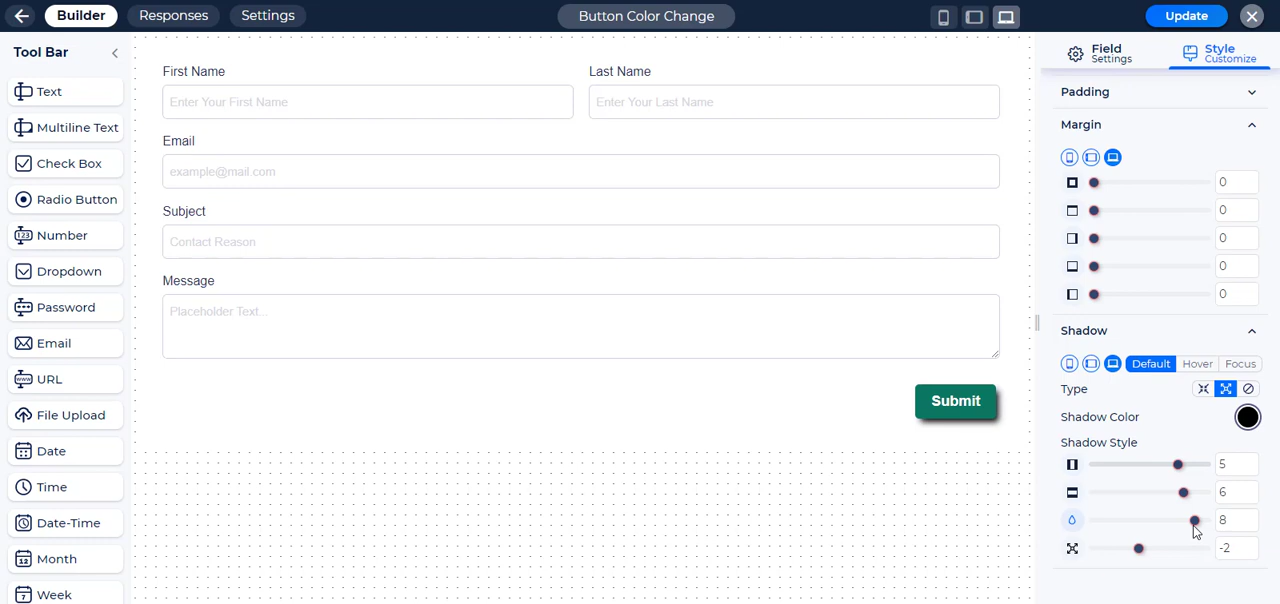 Builder
Responses
Settings
Button Color Change
Update
Tool Bar
Text
Multiline Text
Check Box
Radio Button
123 Number
Dropdown
Password
Email
www URL
File Upload
Date
Time
Date-Time
12 Month
7 Week
First Name
Last Name
Enter Your First Name
Enter Your Last Name
Email
example@mail.com
Subject
Contact Reason
Message
Placeholder Text...
Submit
Field
Settings
Style
Customize
Padding
Margin
0
0
0
0
0
Shadow
Default Hover Focus
Type
Shadow Color
Shadow Style
5
6
8
-2